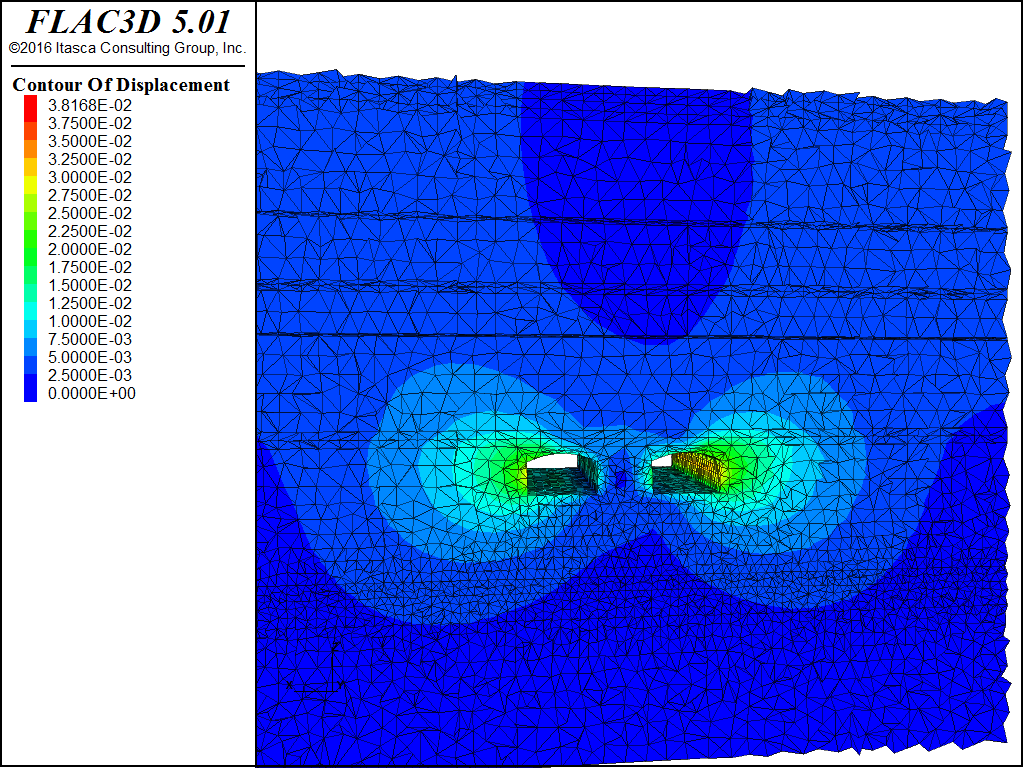 FLAC3D 5.01
©2016 Itasca Consulting Group, Inc.
Contour Of Displacement
3.8168E-02
3.7500E-02
3.5000E-02
3.2500E-02
3.0000E-02
2.7500E-02
2.5000E-02
2.2500E-02
2.0000E-02
1.7500E-02
1.5000E-02
1.2500E-02
1.0000E-02
7.5000E-03
5.0000E-03
2.5000E-03
0.0000E+00